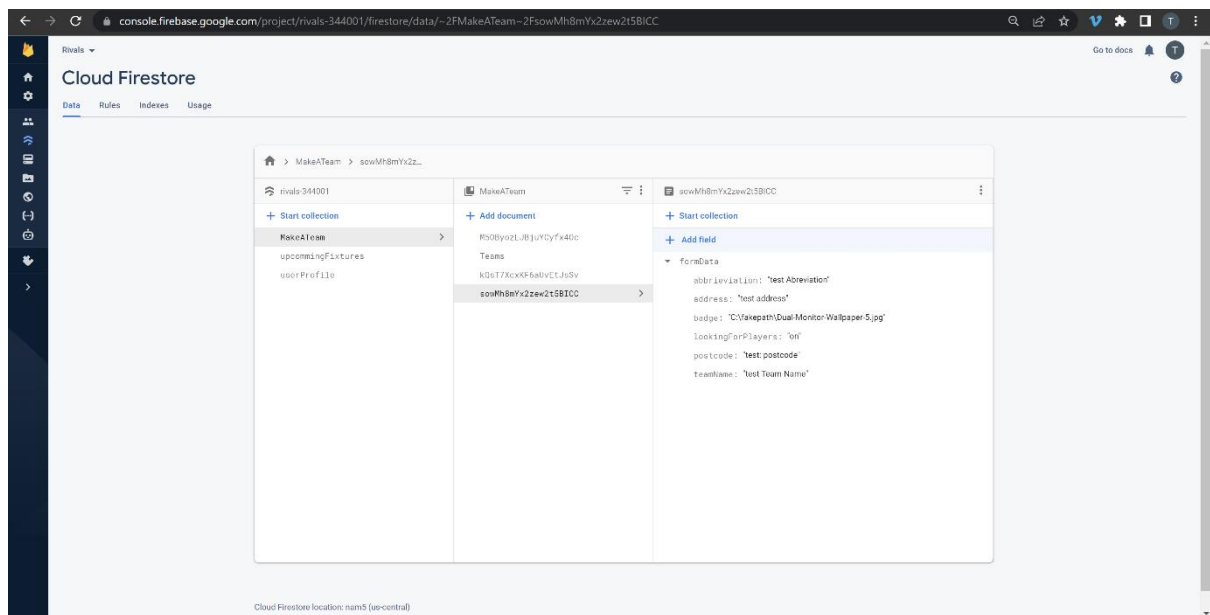 console.firebase.google.com/project/rivals-344001/firestore/data/~2FMakeATeam~2FsowMh8mYx2zew2t5BICC
T
Rivals
Go to docs
T
Cloud Firestore
Data Rules Indexes Usage
MakeATeam > sowMh8mYx2z...
rivals-344001
MakeATeam
sowMh8mYx2zew2t5BICC
+ Start collection
+ Add document
+ Start collection
MakeATeam
upcommingFixtures
userProfile
M5OByozLJBjuYCyfx4Oc
Teams
kQsT7XcxKF6aUvEtJsSv
sowMh8mYx2zew2t5BICC
+ Add field
formData
abbrieviation: "test Abreviation"
address: "test address"
badge: "C:\fakepath\Dual-Monitor-Wallpaper-5.jpg"
lookingForPlayers: "on"
postcode: "test: postcode"
teamName: "test Team Name"
Cloud Firestore location: nam5 (us-central)